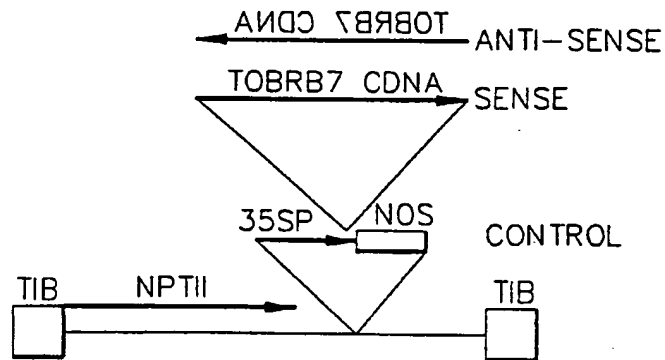 TOBRB7 CDNA
ANTI-SENSE
TOBRB7 CDNA
SENSE
35SP
NOS
CONTROL
TIB
NPTII
TIB